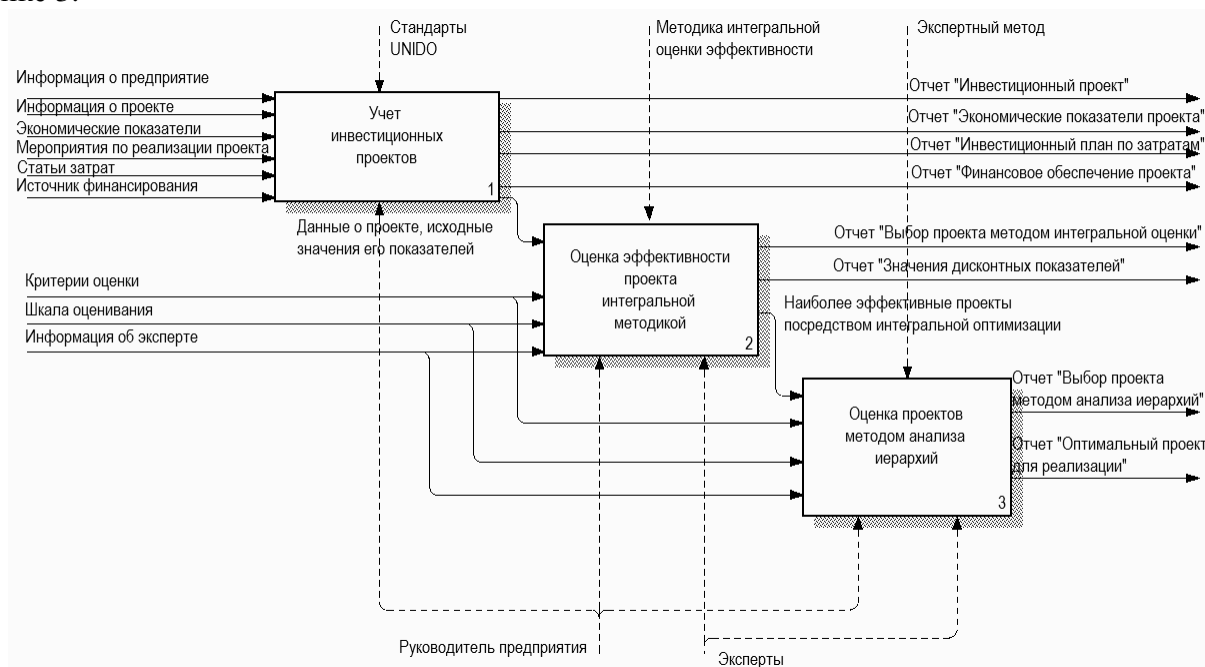 Стандарты
UNIDO
Методика интегральной
оценки эффективности
Экспертный метод
Информация о предприятие
Информация о проекте
Экономические показатели
Мероприятия по реализации проекта
Статьи затрат
Источник финансирования
Учет
инвестиционных
проектов
1
Отчет "Инвестиционный проект"
Отчет "Экономические показатели проекта"
Отчет "Инвестиционный план по затратам"
Отчет "Финансовое обеспечение проекта"
Данные о проекте, исходные
значения его показателей
Оценка эффективности
проекта
интегральной
методикой
2
Отчет "Выбор проекта методом интегральной оценки"
Отчет "Значения дисконтных показателей"
Критерии оценки
Шкала оценивания
Информация об эксперте
Наиболее эффективные проекты
посредством интегральной оптимизации
Оценка проектов
методом анализа
иерархий
3
Отчет "Выбор проекта
методом анализа иерархий"
Отчет "Оптимальный проект
для реализации"
Руководитель предприятия
Эксперты